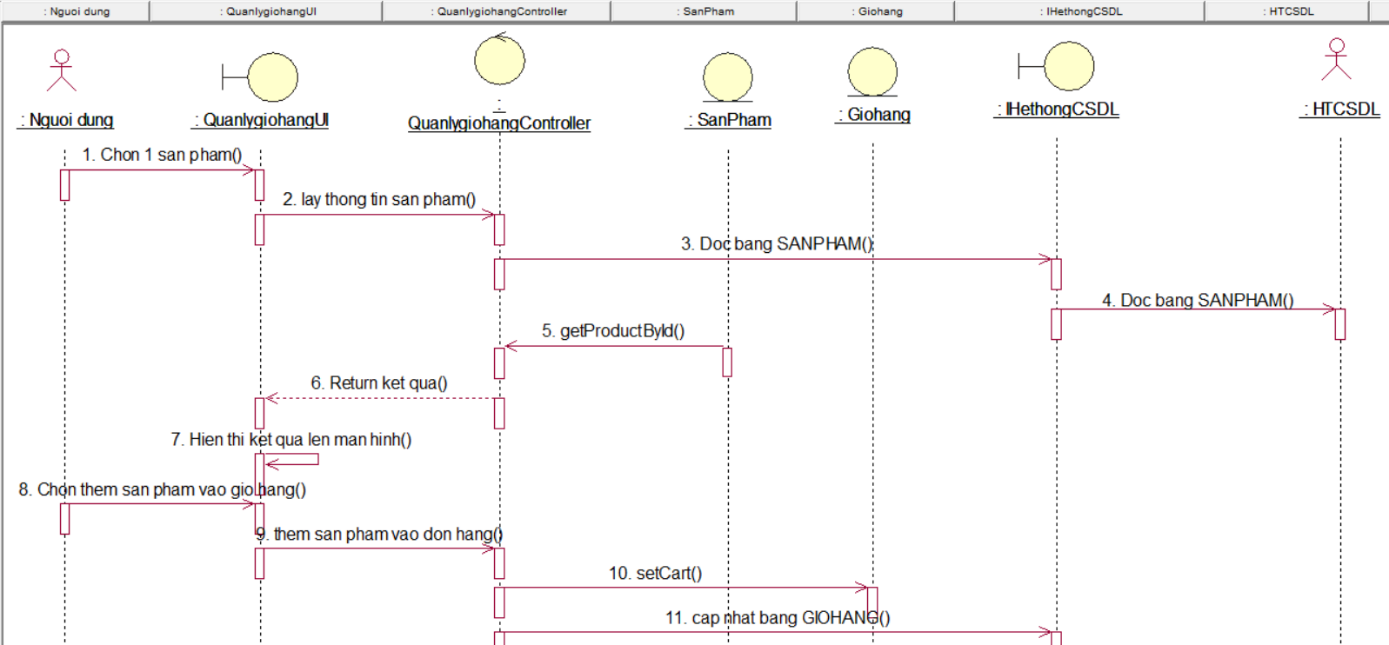 : Nguoi dung
: QuanlygiohangUI
: QuanlygiohangController
: SanPham
: Giohang
: IHethongCSDL
: HTCSDL
: Nguoi dung
: QuanlygiohangUI
:
QuanlygiohangController
: SanPham
: Giohang
: IHethongCSDL
: HTCSDL
1. Chon 1 san pham()
2. lay thong tin san pham()
3. Doc bang SANPHAM()
4. Doc bang SANPHAM()
5. getProductById()
6. Return ket qua()
7. Hien thi ket qua len man hinh()
8. Chon them san pham vao gio hang()
9. them san pham vao don hang()
10. setCart()
11. cap nhat bang GIOHANG()